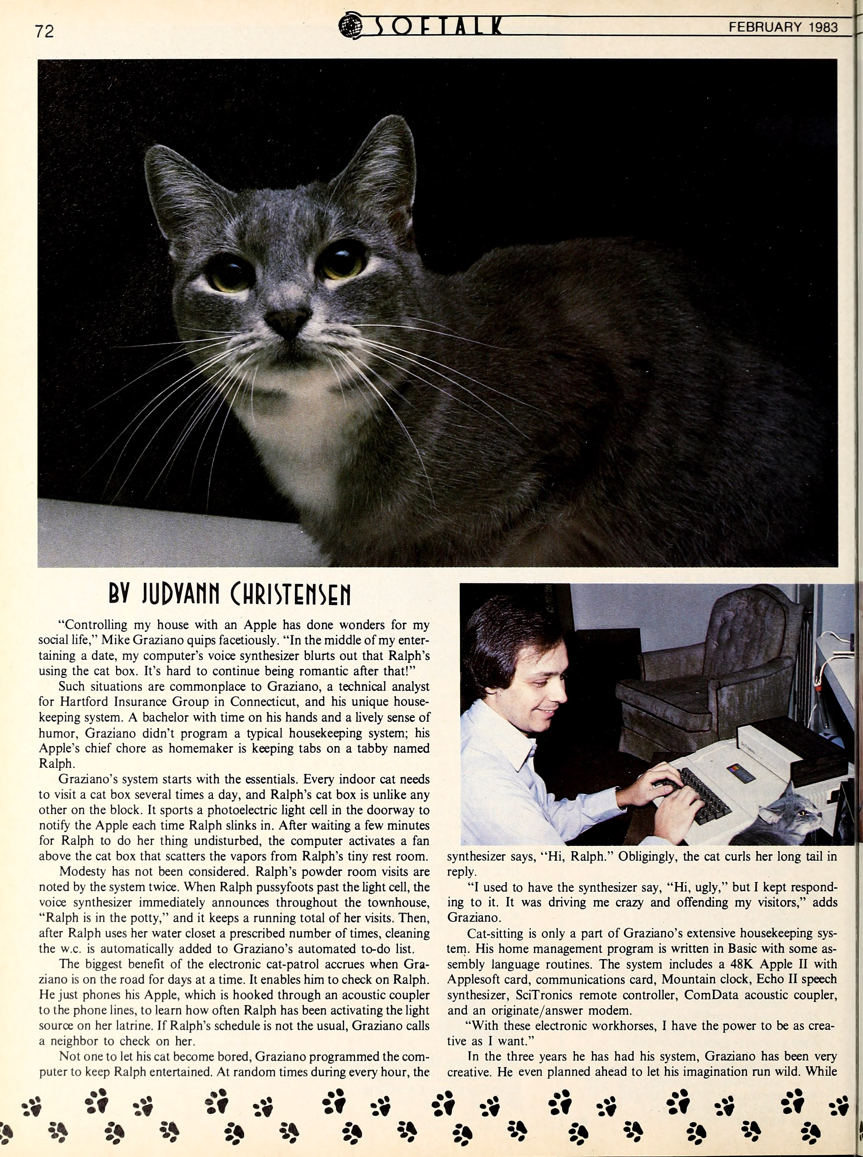 72
SOFTALK
FEBRUARY 1983
BY JUDVANN CHRISTENSEN
“Controlling my house with an Apple has done wonders for my
social life,” Mike Graziano quips facetiously. “In the middle of my enter-
taining a date, my computer’s voice synthesizer blurts out that Ralph’s
using the cat box. It’s hard to continue being romantic after that!”
Such situations are commonplace to Graziano, a technical analyst
for Hartford Insurance Group in Connecticut, and his unique house-
keeping system. A bachelor with time on his hands and a lively sense of
humor, Graziano didn’t program a typical housekeeping system; his
Apple’s chief chore as homemaker is keeping tabs on a tabby named
Ralph.
Graziano’s system starts with the essentials. Every indoor cat needs
to visit a cat box several times a day, and Ralph’s cat box is unlike any
other on the block. It sports a photoelectric light cell in the doorway to
notify the Apple each time Ralph slinks in. After waiting a few minutes
for Ralph to do her thing undisturbed, the computer activates a fan
above the cat box that scatters the vapors from Ralph’s tiny rest room.
Modesty has not been considered. Ralph’s powder room visits are
noted by the system twice. When Ralph pussyfoots past the light cell, the
voice synthesizer immediately announces throughout the townhouse,
“Ralph is in the potty,” and it keeps a running total of her visits. Then,
after Ralph uses her water closet a prescribed number of times, cleaning
the w.c. is automatically added to Graziano’s automated to-do list.
The biggest benefit of the electronic cat-patrol accrues when Gra-
ziano is on the road for days at a time. It enables him to check on Ralph.
He just phones his Apple, which is hooked through an acoustic coupler
to the phone lines, to learn how often Ralph has been activating the light
source on her latrine. If Ralph’s schedule is not the usual, Graziano calls
a neighbor to check on her.
Not one to let his cat become bored, Graziano programmed the com-
puter to keep Ralph entertained. At random times during every hour, the
synthesizer says, “Hi, Ralph.” Obligingly, the cat curls her long tail in
reply.
“I used to have the synthesizer say, “Hi, ugly,” but I kept respond-
ing to it. It was driving me crazy and offending my visitors,” adds
Graziano.
Cat-sitting is only a part of Graziano’s extensive housekeeping sys-
tem. His home management program is written in Basic with some as-
sembly language routines. The system includes a 48K Apple II with
Applesoft card, communications card, Mountain clock, Echo II speech
synthesizer, SciTronics remote controller, ComData acoustic coupler,
and an originate/answer modem.
“With these electronic workhorses, I have the power to be as crea-
tive as I want.”
In the three years he has had his system, Graziano has been very
creative. He even planned ahead to let his imagination run wild. While